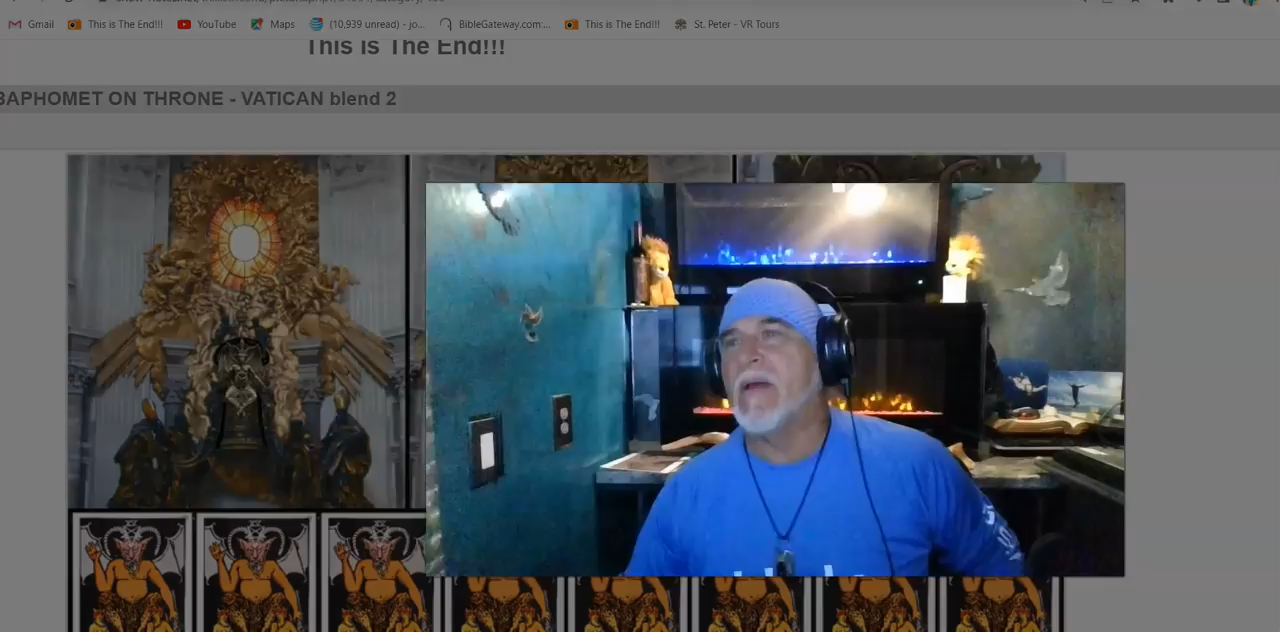 Gmail This is The End!!! YouTube Maps (10,939 unread) - jo... BibleGateway.com:... This is The End!!! St. Peter - VR Tours
This is The End!!!
BAPHOMET ON THRONE - VATICAN blend 2